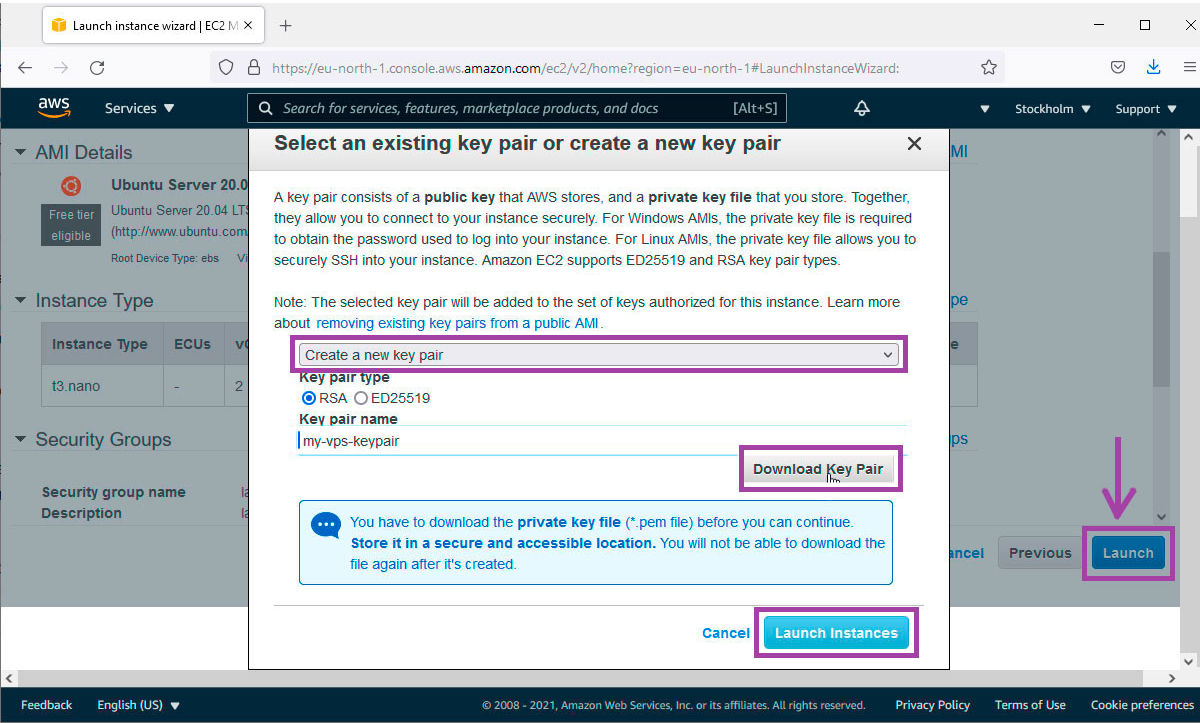 Launch instance wizard | EC2 M
https://eu-north-1.console.aws.amazon.com/ec2/v2/home?region=eu-north-1#LaunchInstanceWizard:
aws
Services
Search for services, features, marketplace products, and docs
[Alt+S]
Stockholm
Support
Select an existing key pair or create a new key pair
A key pair consists of a public key that AWS stores, and a private key file that you store. Together,
they allow you to connect to your instance securely. For Windows AMIs, the private key file is required
to obtain the password used to log into your instance. For Linux AMIs, the private key file allows you to
securely SSH into your instance. Amazon EC2 supports ED25519 and RSA key pair types.
Note: The selected key pair will be added to the set of keys authorized for this instance. Learn more
about removing existing key pairs from a public AMI.
Create a new key pair
Key pair type
RSA ED25519
Key pair name
my-vps-keypair
Download Key Pair
You have to download the private key file (*.pem file) before you can continue.
Store it in a secure and accessible location. You will not be able to download the
file again after it's created.
Cancel
Launch Instances
AMI Details
MI
Ubuntu Server 20.0
Free tier
eligible
Ubuntu Server 20.04 LTS
(http://www.ubuntu.com
Root Device Type: ebs Vi
Instance Type
pe
Instance Type ECUs vC
e
t3.nano - 2
Security Groups
ps
Security group name la
Description la
ancel
Previous
Launch
Feedback
English (US)
© 2008 - 2021, Amazon Web Services, Inc. or its affiliates. All rights reserved.
Privacy Policy
Terms of Use
Cookie preferences